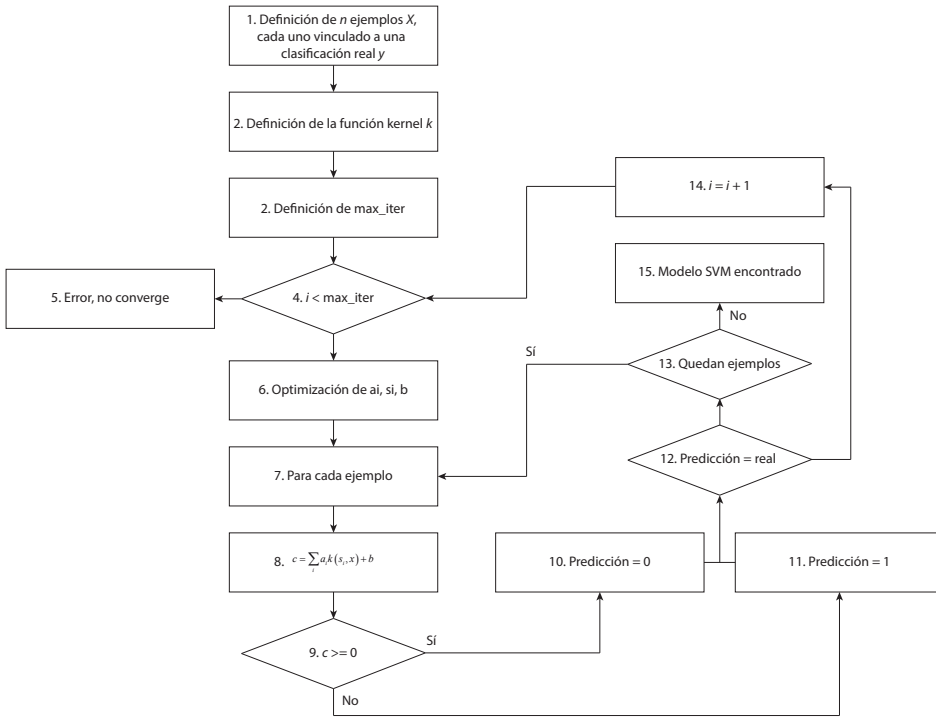 1. Definición de n ejemplos X,
cada uno vinculado a una
clasificación real y
2. Definición de la función kernel k
2. Definición de max_iter
4. i < max_iter
5. Error, no converge
6. Optimización de ai, si, b
7. Para cada ejemplo
8. c = ∑ᵢ aᵢk(sᵢ, x) + b
9. c >= 0
Sí
No
10. Predicción = 0
11. Predicción = 1
12. Predicción = real
13. Quedan ejemplos
Sí
No
14. i = i + 1
15. Modelo SVM encontrado